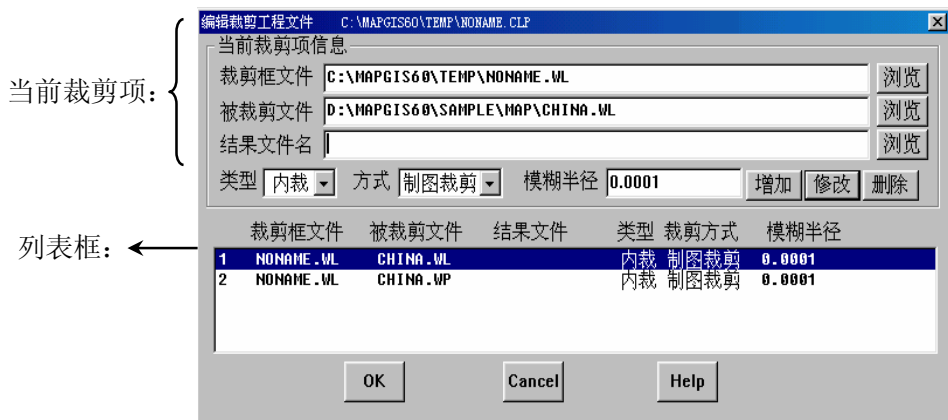 编辑裁剪工程文件 C:\MAPGIS60\TEMP\NONAME.CLP
当前裁剪项信息
当前裁剪项：
裁剪框文件 C:\MAPGIS60\TEMP\NONAME.WL 浏览
被裁剪文件 D:\MAPGIS60\SAMPLE\MAP\CHINA.WL 浏览
结果文件名 浏览
类型 内裁 方式 制图裁剪 模糊半径 0.0001 增加 修改 删除
列表框：
裁剪框文件 被裁剪文件 结果文件 类型 裁剪方式 模糊半径
1 NONAME.WL CHINA.WL 内裁 制图裁剪 0.0001
2 NONAME.WL CHINA.WP 内裁 制图裁剪 0.0001
OK Cancel Help